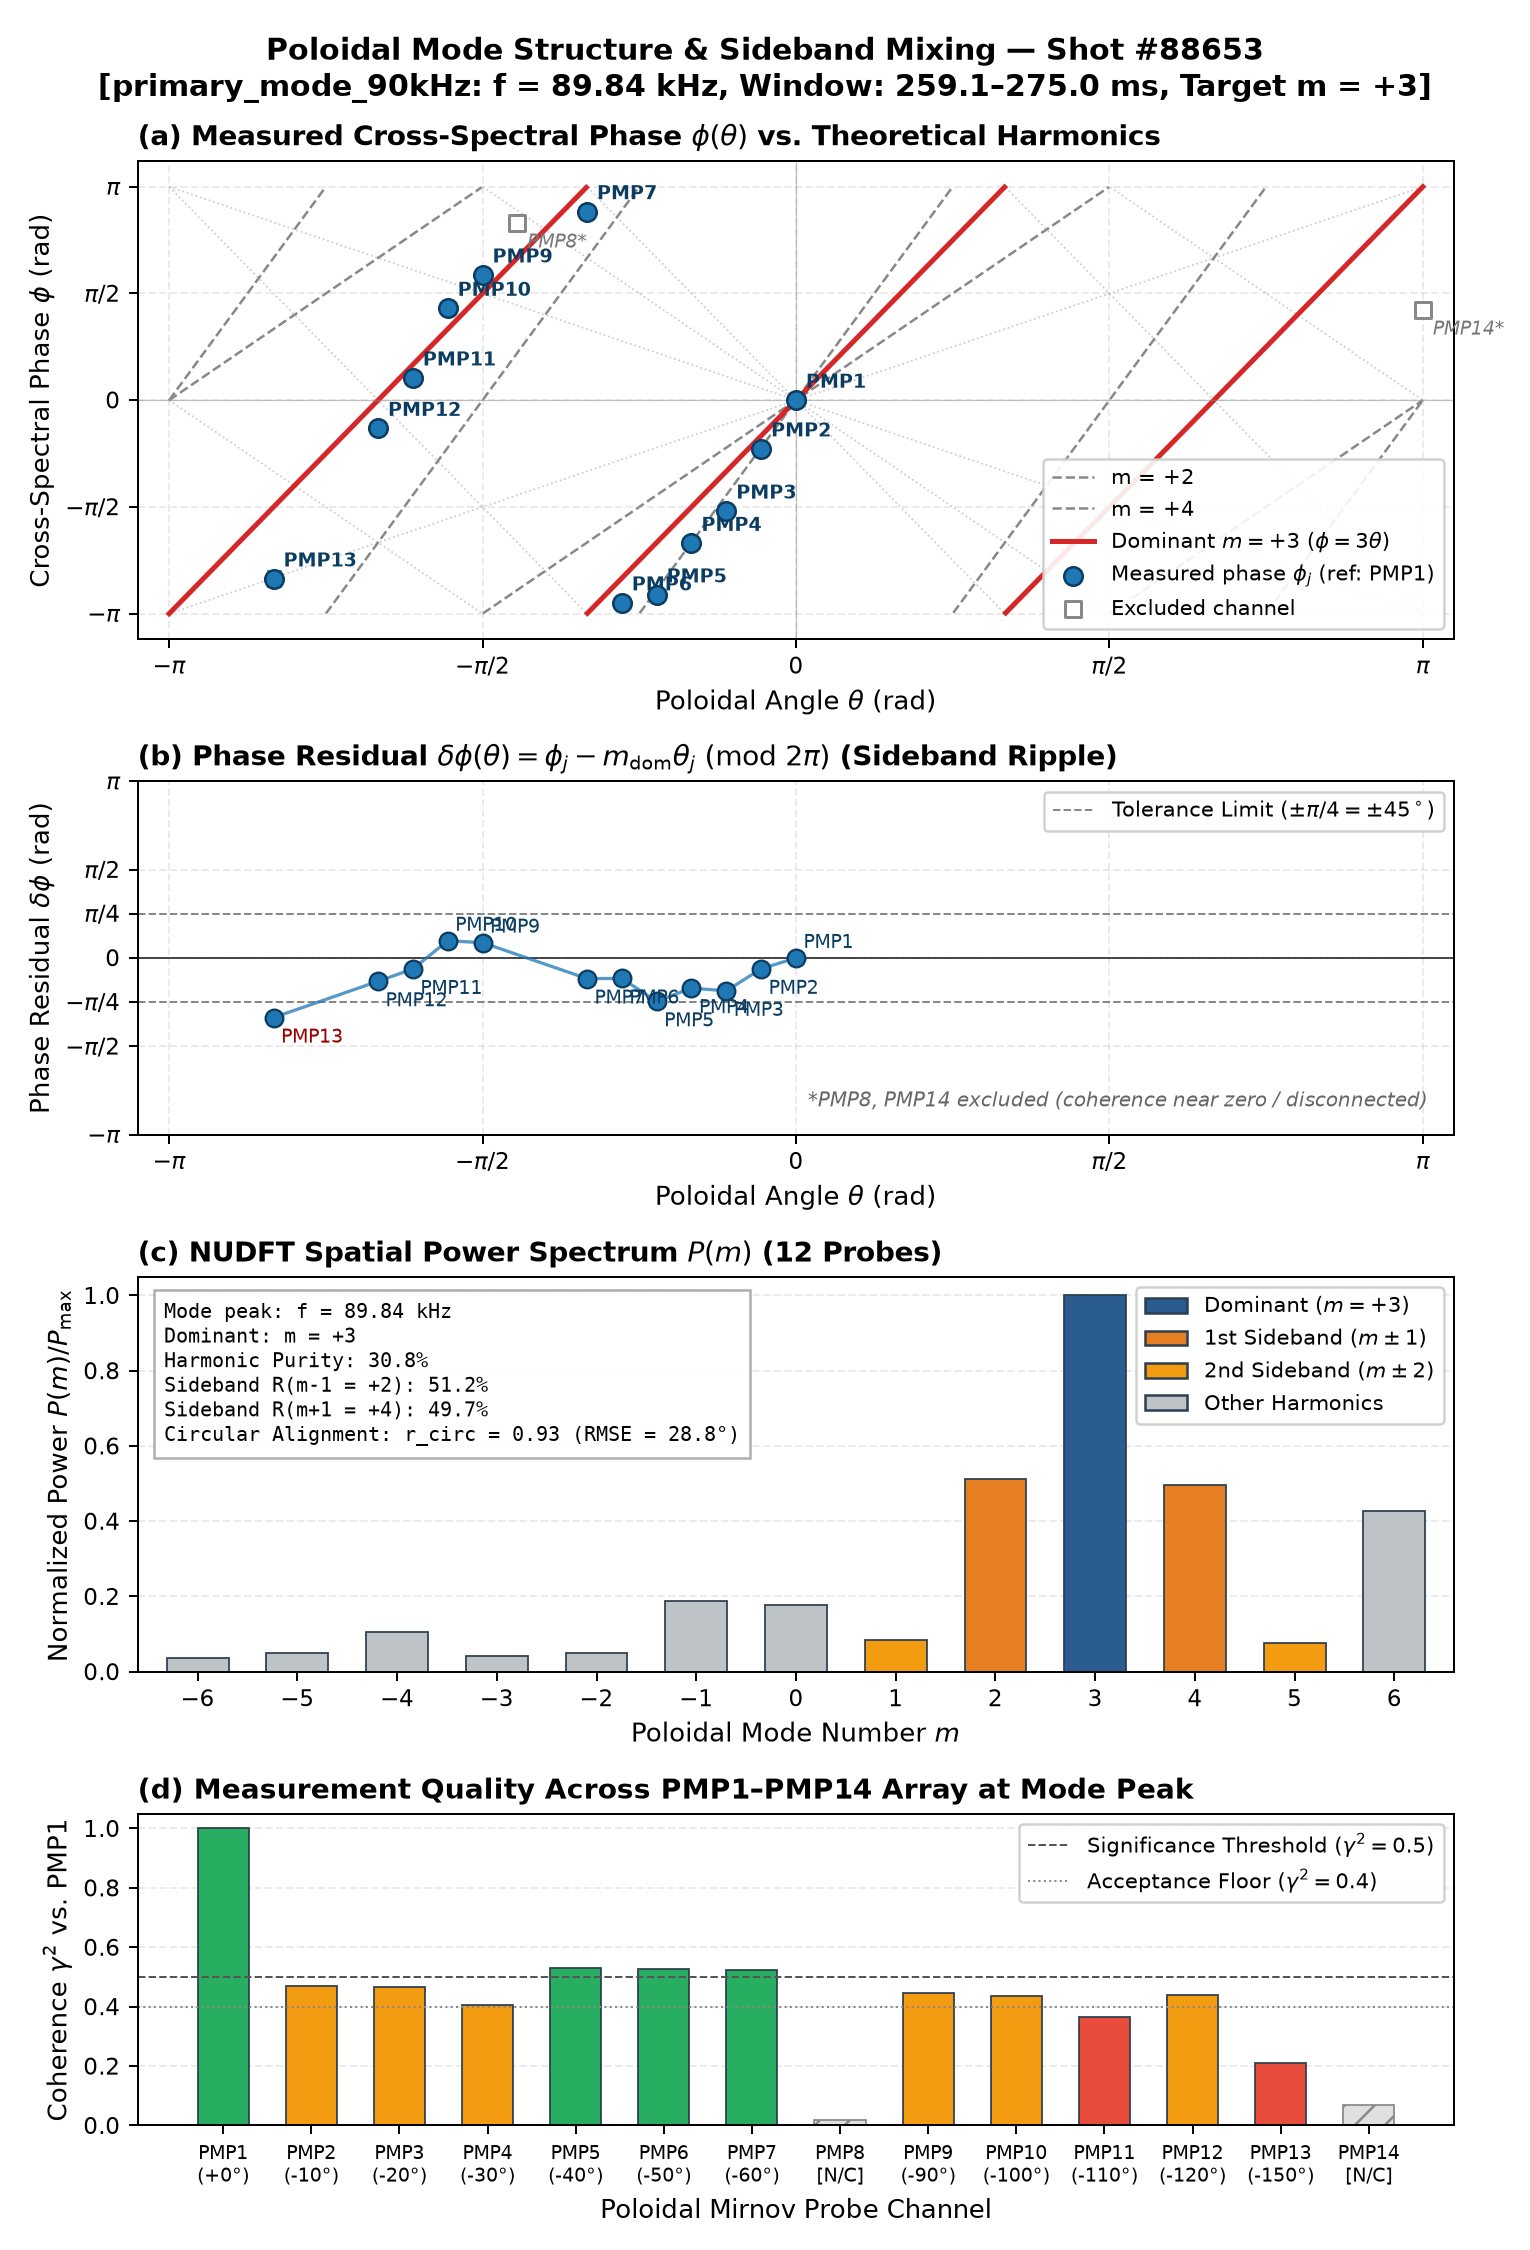 Poloidal Mode Structure & Sideband Mixing — Shot #88653
[primary_mode_90kHz: f = 89.84 kHz, Window: 259.1–275.0 ms, Target m = +3]
(a) Measured Cross-Spectral Phase ϕ(θ) vs. Theoretical Harmonics
Cross-Spectral Phase ϕ (rad)
π
π/2
0
−π/2
−π
PMP7
PMP8*
PMP9
PMP10
PMP14*
PMP11
PMP1
PMP12
PMP2
PMP3
PMP4
PMP13
PMP5
PMP6
m = +2
m = +4
Dominant m = +3 (ϕ = 3θ)
Measured phase ϕj (ref: PMP1)
Excluded channel
−π
−π/2
0
π/2
π
Poloidal Angle θ (rad)
(b) Phase Residual δϕ(θ) = ϕj − mdomθj (mod 2π) (Sideband Ripple)
Phase Residual δϕ (rad)
π
π/2
π/4
0
−π/4
−π/2
−π
Tolerance Limit (±π/4 = ±45°)
PMP10
PMP9
PMP1
PMP11
PMP12
PMP7
PMP6
PMP2
PMP4
PMP3
PMP5
PMP13
*PMP8, PMP14 excluded (coherence near zero / disconnected)
−π
−π/2
0
π/2
π
Poloidal Angle θ (rad)
(c) NUDFT Spatial Power Spectrum P(m) (12 Probes)
Normalized Power P(m)/Pmax
1.0
0.8
0.6
0.4
0.2
0.0
Mode peak: f = 89.84 kHz
Dominant: m = +3
Harmonic Purity: 30.8%
Sideband R(m-1 = +2): 51.2%
Sideband R(m+1 = +4): 49.7%
Circular Alignment: r_circ = 0.93 (RMSE = 28.8°)
Dominant (m = +3)
1st Sideband (m ± 1)
2nd Sideband (m ± 2)
Other Harmonics
−6
−5
−4
−3
−2
−1
0
1
2
3
4
5
6
Poloidal Mode Number m
(d) Measurement Quality Across PMP1–PMP14 Array at Mode Peak
Coherence γ² vs. PMP1
1.0
0.8
0.6
0.4
0.2
0.0
Significance Threshold (γ² = 0.5)
Acceptance Floor (γ² = 0.4)
PMP1
(+0°)
PMP2
(-10°)
PMP3
(-20°)
PMP4
(-30°)
PMP5
(-40°)
PMP6
(-50°)
PMP7
(-60°)
PMP8
[N/C]
PMP9
(-90°)
PMP10
(-100°)
PMP11
(-110°)
PMP12
(-120°)
PMP13
(-150°)
PMP14
[N/C]
Poloidal Mirnov Probe Channel